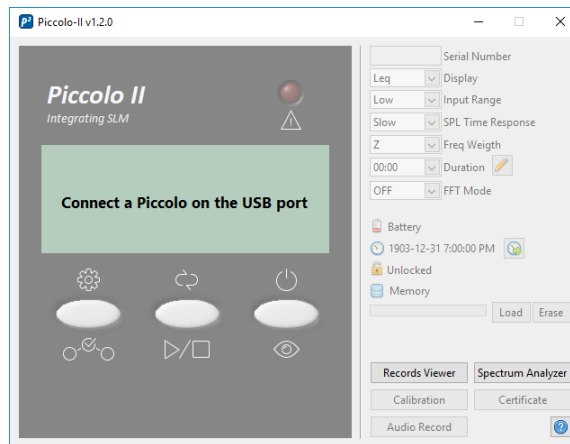 p² Piccolo-II v1.2.0
Piccolo II
Integrating SLM
Connect a Piccolo on the USB port
Serial Number
Leq Display
Low Input Range
Slow SPL Time Response
Z Freq Weigth
00:00 Duration
OFF FFT Mode
Battery
1903-12-31 7:00:00 PM
Unlocked
Memory
Load Erase
Records Viewer Spectrum Analyzer
Calibration Certificate
Audio Record ?